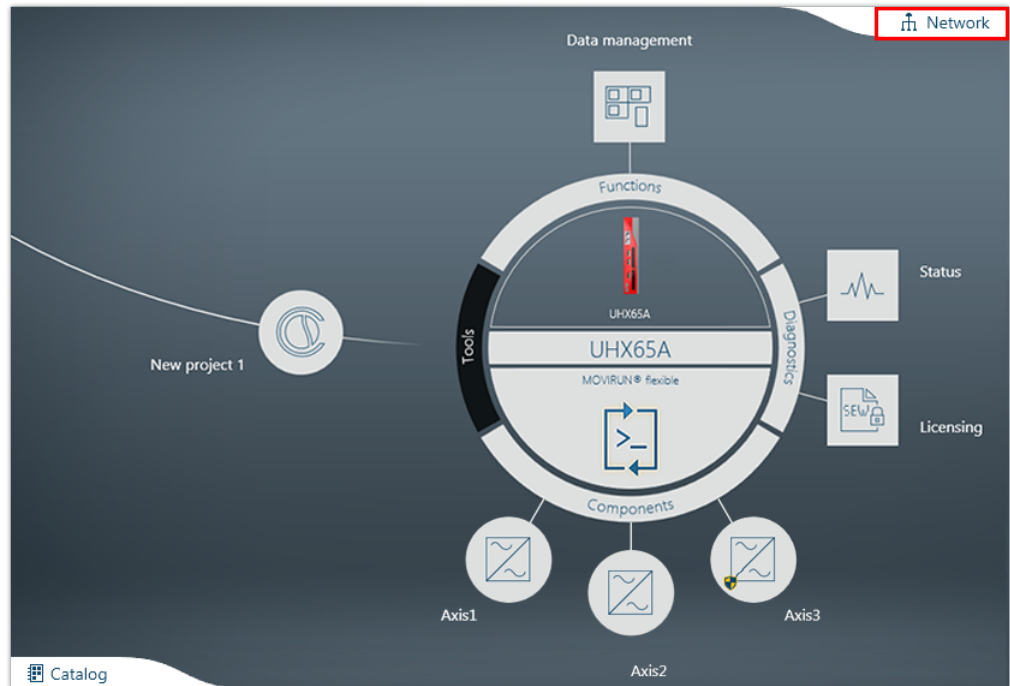 Network
Data management
Functions
UHX65A
Tools
Diagnostics
UHX65A
MOVIRUN® flexible
>_
Status
SEW
Licensing
New project 1
Components
Axis1
Axis2
Axis3
Catalog